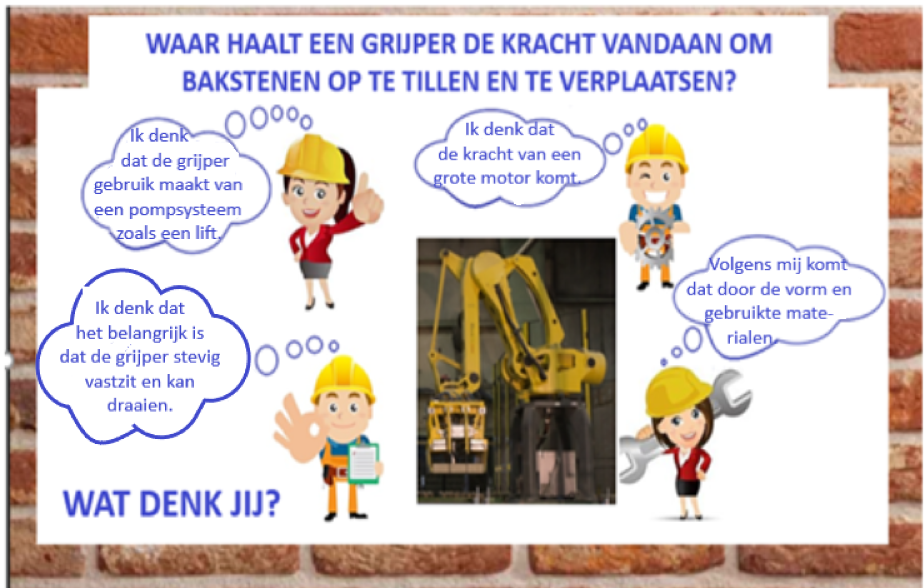 WAAR HAALT EEN GRIJPER DE KRACHT VANDAAN OM
BAKSTENEN OP TE TILLEN EN TE VERPLAATSEN?
Ik denk
dat de grijper
gebruik maakt van
een pompsysteem
zoals een lift.
Ik denk dat
de kracht van een
grote motor komt.
Ik denk dat
het belangrijk is
dat de grijper stevig
vastzit en kan
draaien.
Volgens mij komt
dat door de vorm en
gebruikte mate-
rialen.
WAT DENK JIJ?